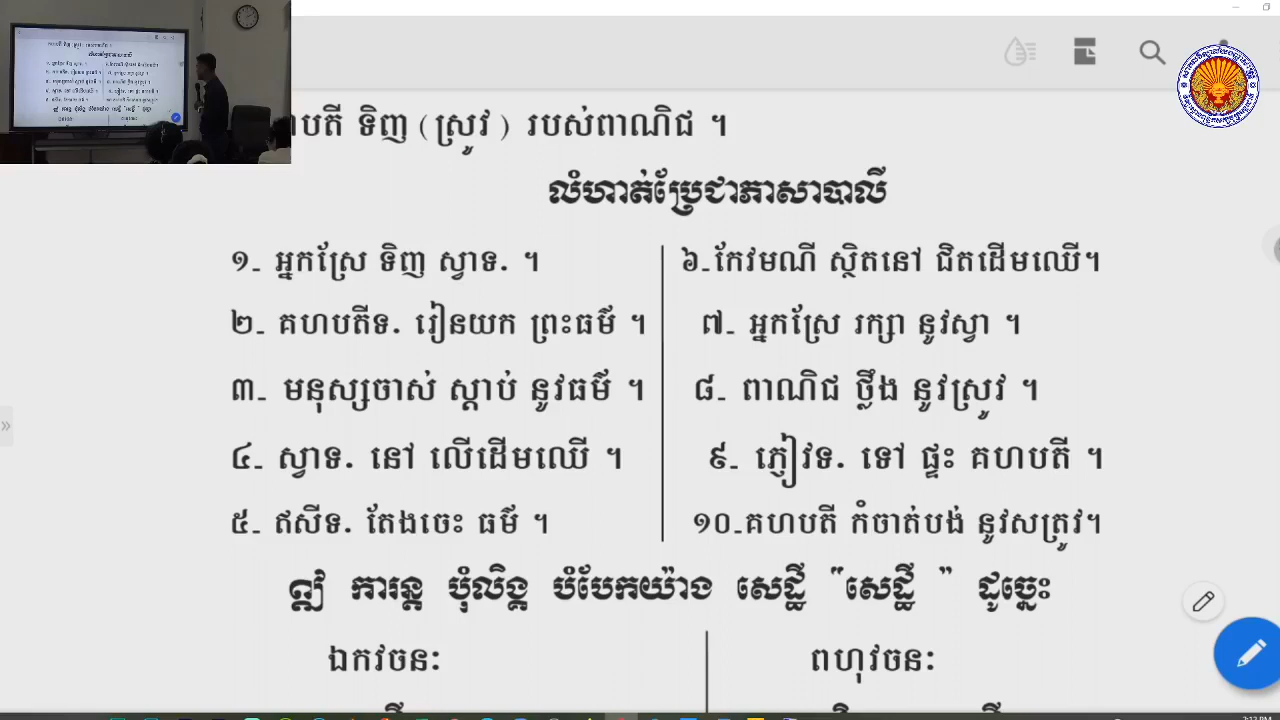 បតី ទិញ (ស្រូវ) របស់ពាណិជ ។
លំហាត់ប្រែជាភាសាបាលី
១- អ្នកស្រែ ទិញ ស្វាទ. ។
២- គហបតីទ. រៀនយក ព្រះធម៌ ។
៣- មនុស្សចាស់ ស្តាប់ នូវធម៌ ។
៤- ស្វាទ. នៅ លើដើមឈើ ។
៥- ឥសីទ. តែងចេះ ធម៌ ។
៦-កែវមណី ស្ថិតនៅ ជិតដើមឈើ។
៧- អ្នកស្រែ រក្សា នូវស្វា ។
៨- ពាណិជ ថ្លឹង នូវស្រូវ ។
៩- ភ្ញៀវទ. ទៅ ផ្ទះ គហបតី ។
១០-គហបតី កំចាត់បង់ នូវសត្រូវ។
ឦ ការន្ត បុំលិង្គ បំបែកយ៉ាង សេដ្ឋី "សេដ្ឋី " ដូច្នេះ
ឯកវចនៈ
ពហុវចនៈ